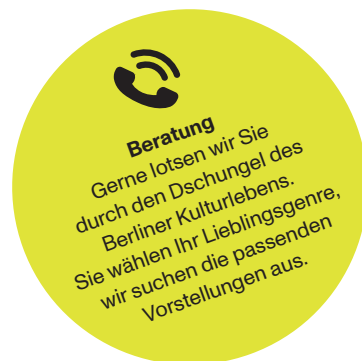 Beratung
Gerne lotsen wir Sie
durch den Dschungel des
Berliner Kulturlebens.
Sie wählen Ihr Lieblingsgenre,
wir suchen die passenden
Vorstellungen aus.